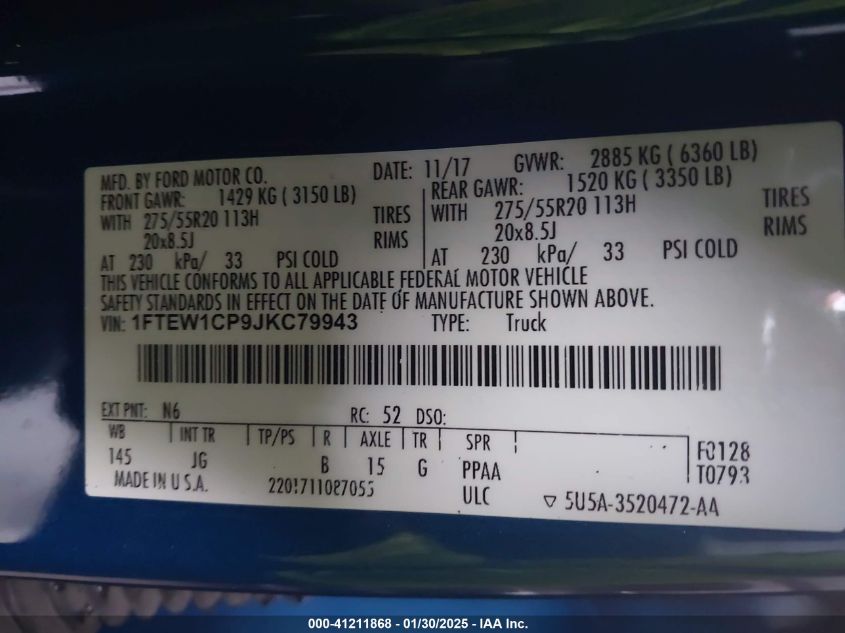 MFD. BY FORD MOTOR CO. DATE: 11/17 GVWR: 2885 KG ( 6360 LB)
FRONT GAWR: 1429 KG ( 3150 LB) REAR GAWR: 1520 KG ( 3350 LB)
WITH 275/55R20 113H TIRES WITH 275/55R20 113H TIRES
20x8.5J RIMS 20x8.5J RIMS
AT 230 kPa/ 33 PSI COLD AT 230 kPa/ 33 PSI COLD
THIS VEHICLE CONFORMS TO ALL APPLICABLE FEDERAL MOTOR VEHICLE
SAFETY STANDARDS IN EFFECT ON THE DATE OF MANUFACTURE SHOWN ABOVE.
VIN: 1FTEW1CP9JKC79943 TYPE: Truck
EXT PNT: N6 RC: 52 DSO:
WB INT TR TP/PS R AXLE TR SPR
145 JG B 15 G PPAA
F0128
T0793
MADE IN U.S.A. 2201711087055 ULC 5U5A-3520472-AA
000-41211868 - 01/30/2025 - IAA Inc.